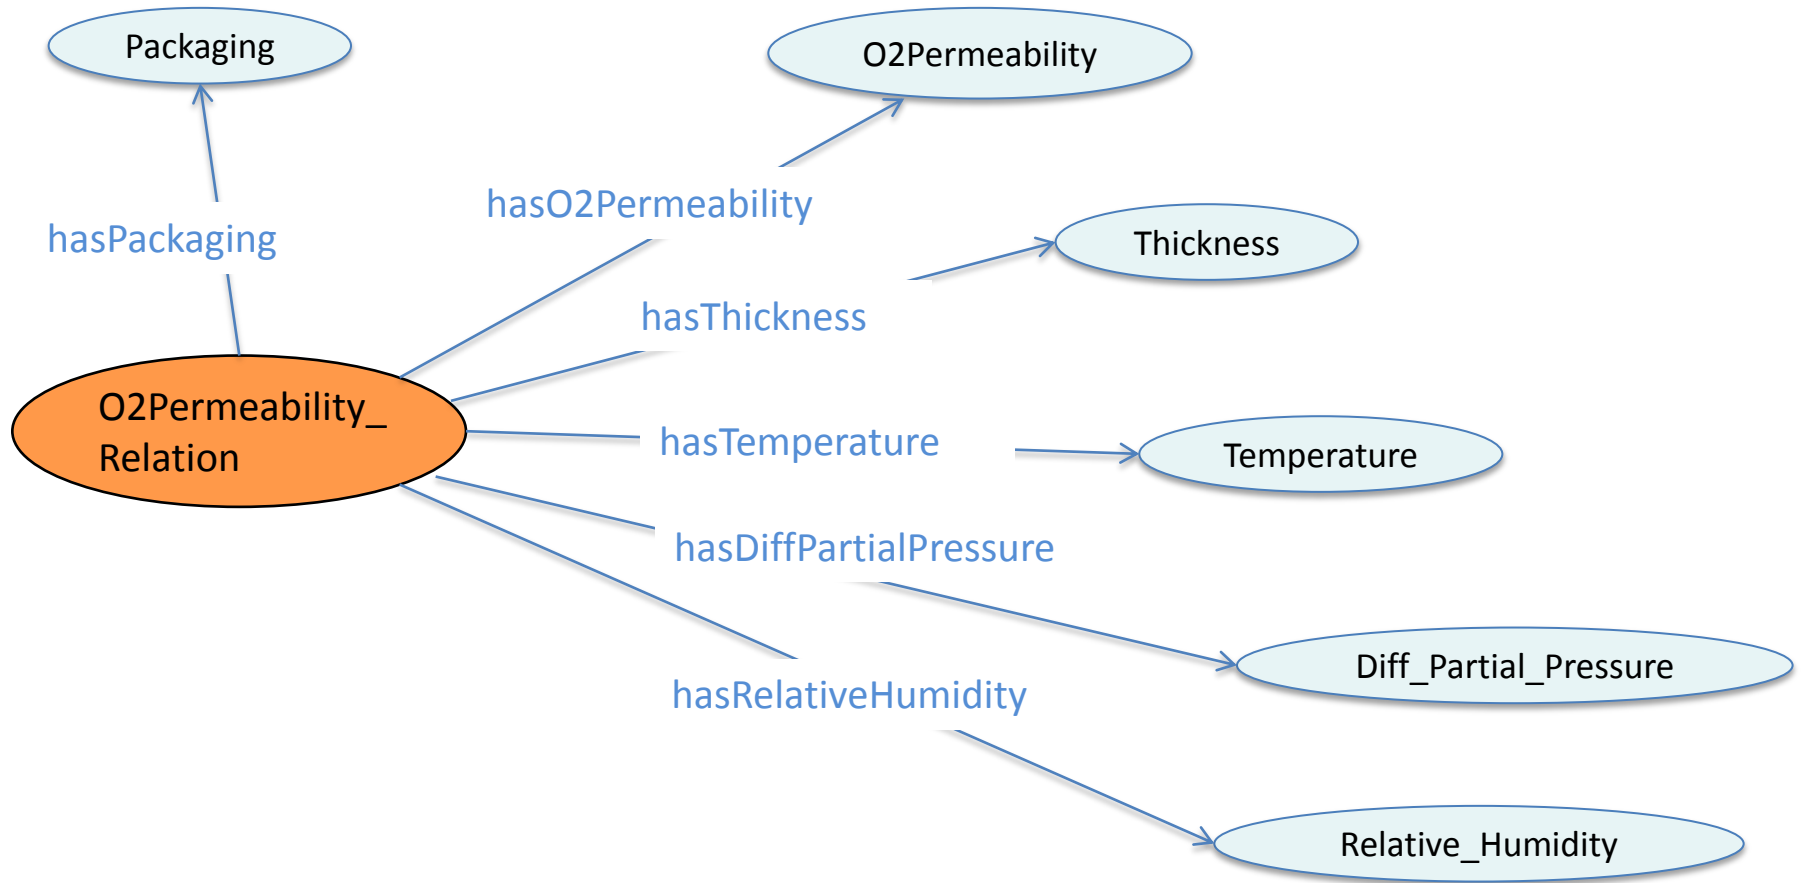 Packaging
O2Permeability
hasO2Permeability
hasPackaging
Thickness
hasThickness
O2Permeability_
Relation
hasTemperature
Temperature
hasDiffPartialPressure
Diff_Partial_Pressure
hasRelativeHumidity
Relative_Humidity